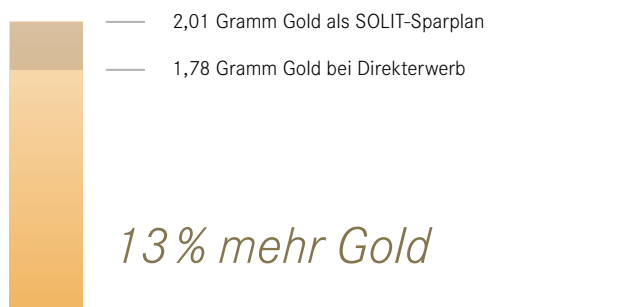 2,01 Gramm Gold als SOLIT-Sparplan
1,78 Gramm Gold bei Direkterwerb
13% mehr Gold